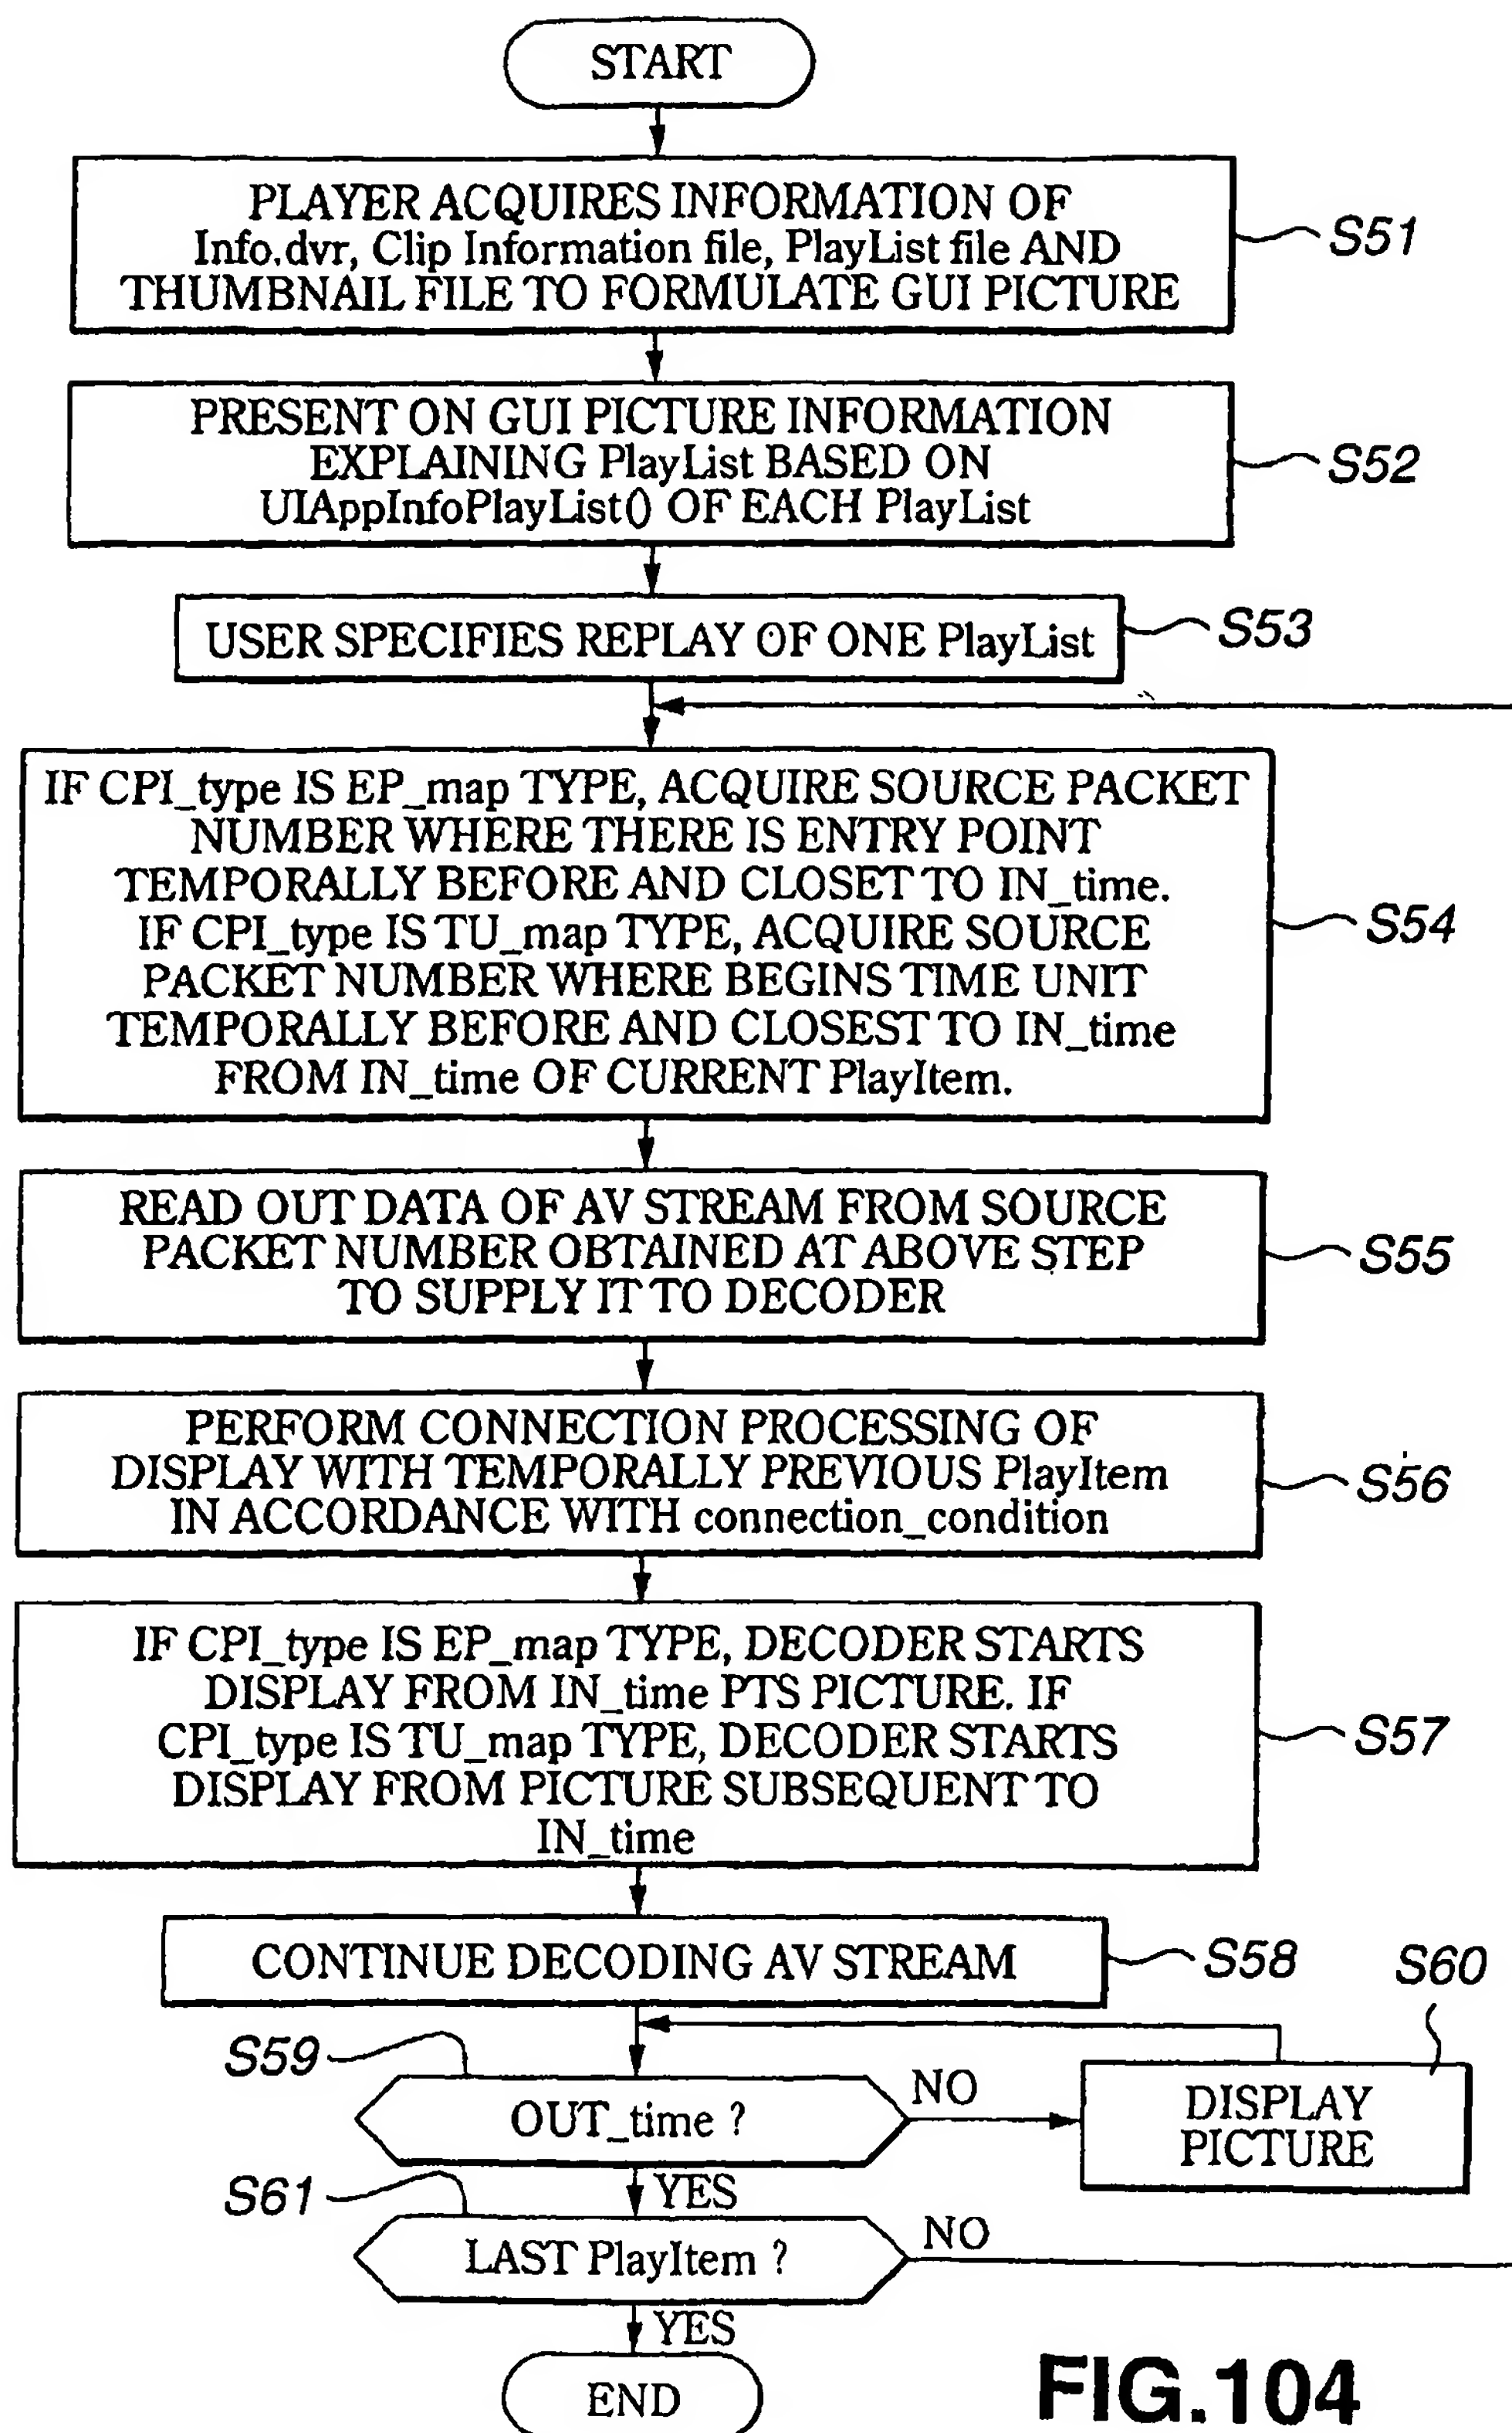 START
PLAYER ACQUIRES INFORMATION OF
Info.dvr, Clip Information file, PlayList file AND
THUMBNAIL FILE TO FORMULATE GUI PICTURE
S51
PRESENT ON GUI PICTURE INFORMATION
EXPLAINING PlayList BASED ON
UIAppInfoPlayList() OF EACH PlayList
S52
USER SPECIFIES REPLAY OF ONE PlayList
S53
IF CPI_type IS EP_map TYPE, ACQUIRE SOURCE PACKET
NUMBER WHERE THERE IS ENTRY POINT
TEMPORALLY BEFORE AND CLOSET TO IN_time.
IF CPI_type IS TU_map TYPE, ACQUIRE SOURCE
PACKET NUMBER WHERE BEGINS TIME UNIT
TEMPORALLY BEFORE AND CLOSEST TO IN_time
FROM IN_time OF CURRENT PlayItem.
S54
READ OUT DATA OF AV STREAM FROM SOURCE
PACKET NUMBER OBTAINED AT ABOVE STEP
TO SUPPLY IT TO DECODER
S55
PERFORM CONNECTION PROCESSING OF
DISPLAY WITH TEMPORALLY PREVIOUS PlayItem
IN ACCORDANCE WITH connection_condition
S56
IF CPI_type IS EP_map TYPE, DECODER STARTS
DISPLAY FROM IN_time PTS PICTURE. IF
CPI_type IS TU_map TYPE, DECODER STARTS
DISPLAY FROM PICTURE SUBSEQUENT TO
IN_time
S57
CONTINUE DECODING AV STREAM
S58
S60
S59
OUT_time ?
NO
DISPLAY
PICTURE
YES
S61
LAST PlayItem ?
NO
YES
END
FIG.104